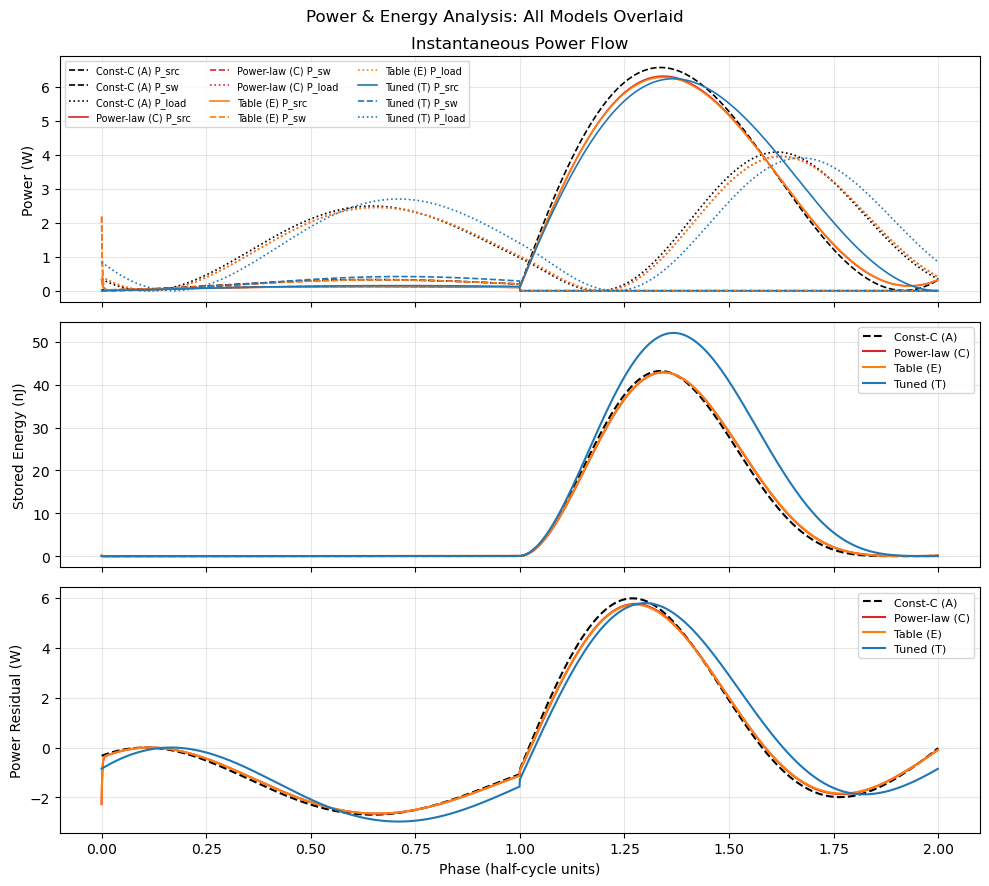 Power & Energy Analysis: All Models Overlaid
Instantaneous Power Flow
Const-C (A) P_src
Const-C (A) P_sw
Const-C (A) P_load
Power-law (C) P_src
Power-law (C) P_sw
Power-law (C) P_load
Table (E) P_src
Table (E) P_sw
Table (E) P_load
Tuned (T) P_src
Tuned (T) P_sw
Tuned (T) P_load
Power (W)
6
5
4
3
2
1
0
Const-C (A)
Power-law (C)
Table (E)
Tuned (T)
Stored Energy (nJ)
50
40
30
20
10
0
Const-C (A)
Power-law (C)
Table (E)
Tuned (T)
Power Residual (W)
6
4
2
0
−2
0.00 0.25 0.50 0.75 1.00 1.25 1.50 1.75 2.00
Phase (half-cycle units)